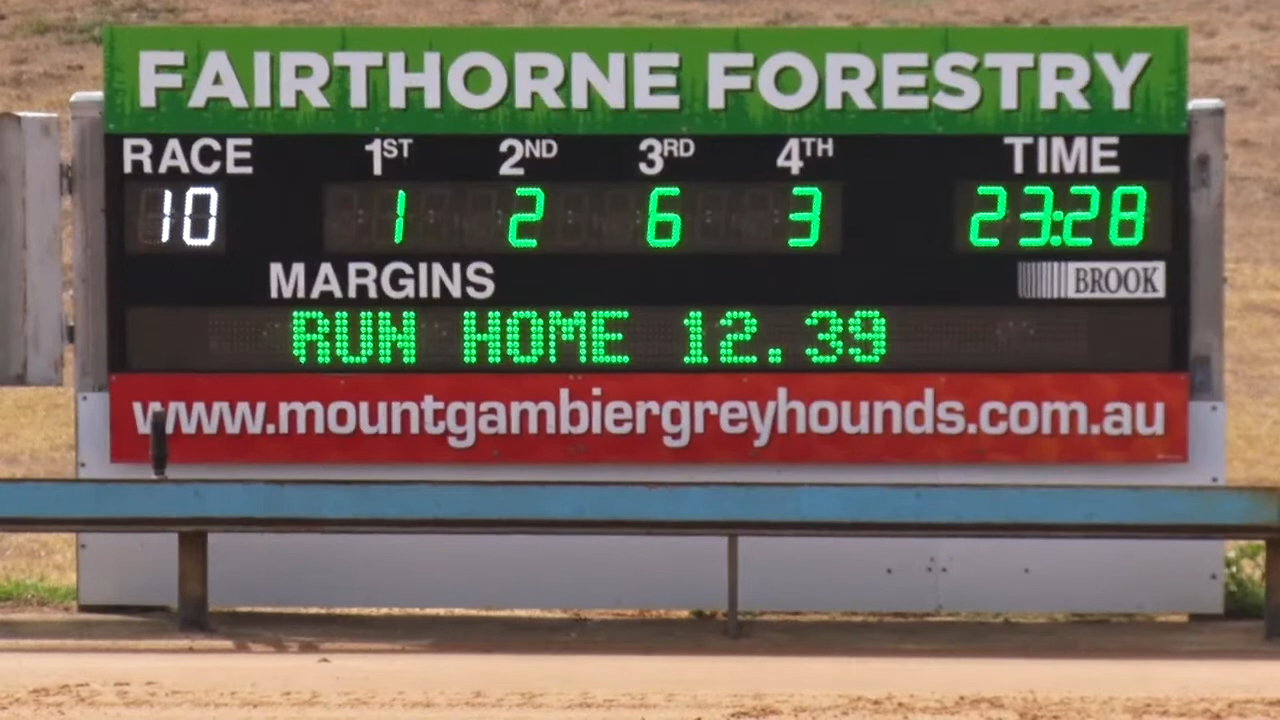 FAIRTHORNE FORESTRY
RACE 1ST 2ND 3RD 4TH TIME
10 1 2 6 3 23:28
MARGINS BROOK
RUN HOME 12.39
www.mountgambiergreyhounds.com.au